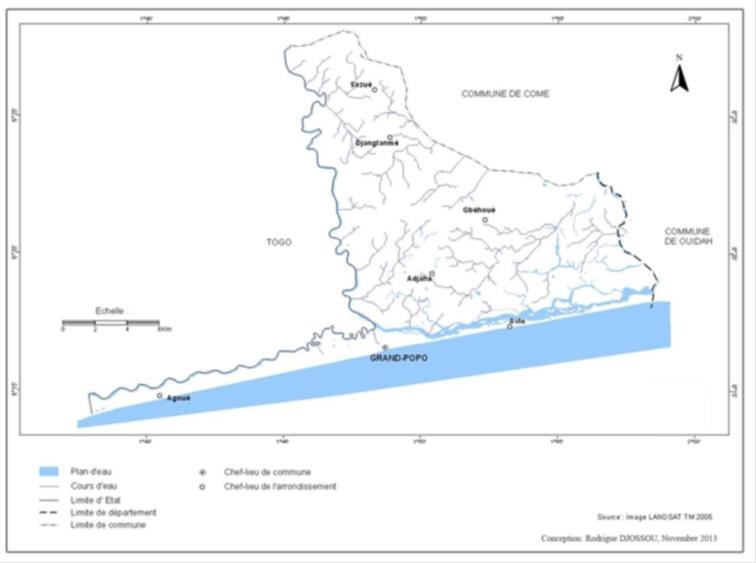 N
Sazué
COMMUNE DE COME
Djanglanmé
Gbéhoué
COMMUNE
DE OUIDAH
TOGO
Adjaha
Echelle :
0 2 4 6Km
Avlo
GRAND-POPO
Agoué
Plan d'eau
Cours d'eau
Limite d' Etat
Limite de département
Limite de commune
Chef-lieu de commune
Chef-lieu de l'arrondissement
Source : Image LANDSAT TM 2005
Conception: Rodrigue DJOSSOU, Novembre 2013